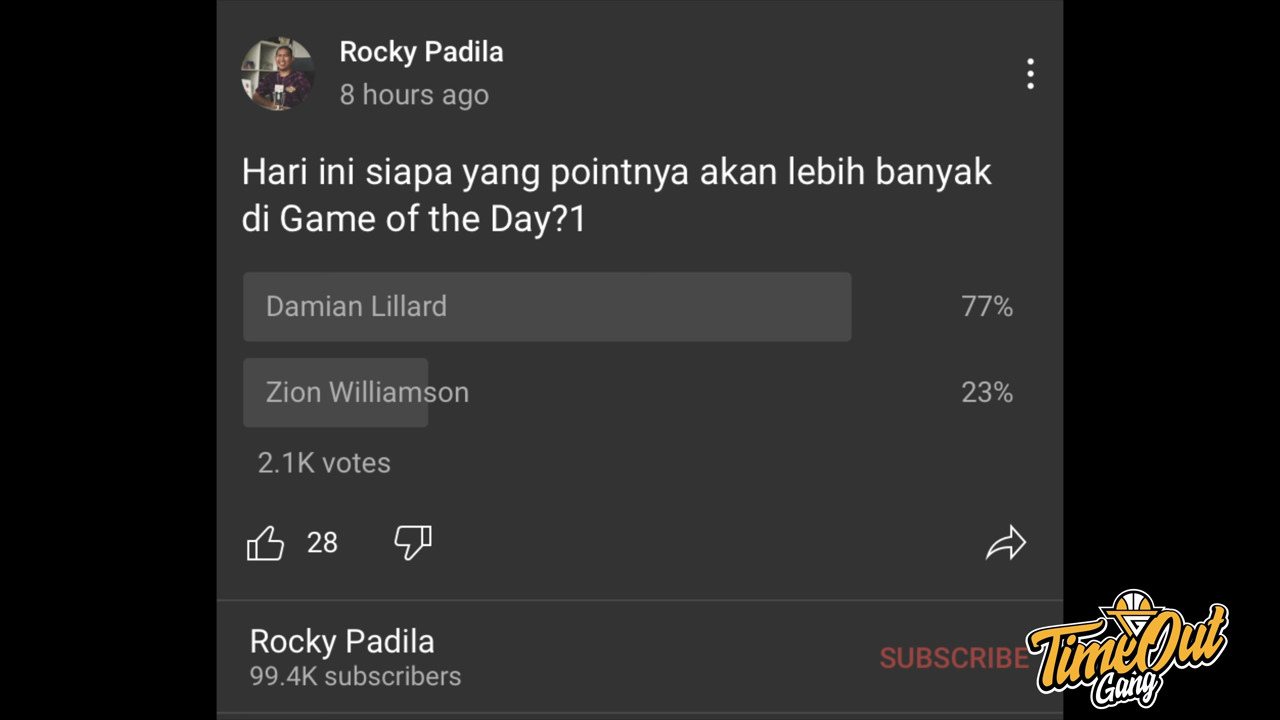 Rocky Padila
8 hours ago
Hari ini siapa yang pointnya akan lebih banyak
di Game of the Day?1
Damian Lillard 77%
Zion Williamson 23%
2.1K votes
28
Rocky Padila
99.4K subscribers
SUBSCRIBE
TimeOut
Gang